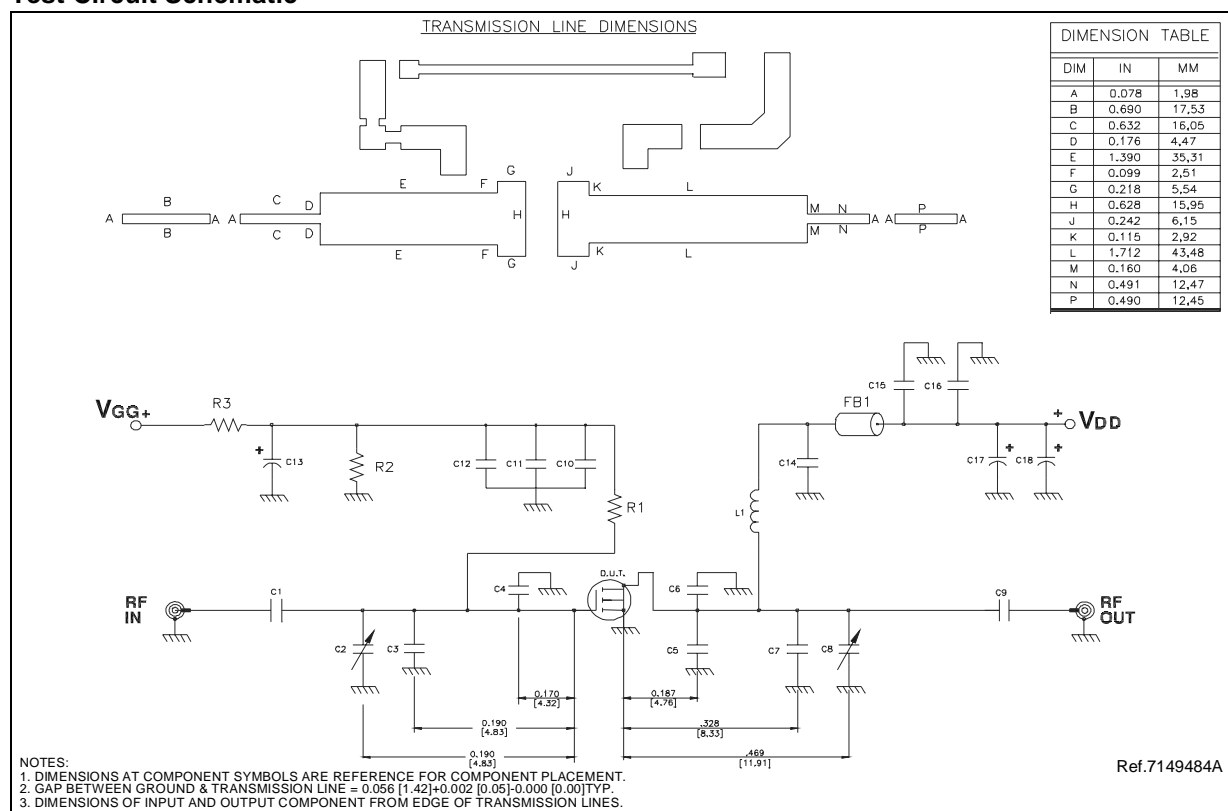 Test Circuit Schematic
TRANSMISSION LINE DIMENSIONS
DIMENSION TABLE
DIM IN MM
A 0.078 1,98
B 0.690 17,53
C 0.632 16,05
D 0.176 4,47
E 1.390 35,31
F 0.099 2,51
G 0.218 5,54
H 0.628 15,95
J 0.242 6,15
K 0.115 2,92
L 1.712 43,48
M 0.160 4,06
N 0.491 12,47
P 0.490 12,45
G J
E F K L
B C D H H M N P
A A A A A A
B C D M N P
E F K L
G J
C15 C16
VGG+ R3 FB1 + VDD
+ C13 R2 C12 C11 C10 C14 C17 + C18 +
R1 L1
D.U.T.
C4 C6
RF IN C1 C9 RF OUT
C2 C3 C5 C7 C8
0.170 [4.32] 0.187 [4.76]
0.190 [4.83] .328 [8.33]
0.190 [4.83] .469 [11.91]
NOTES:
1. DIMENSIONS AT COMPONENT SYMBOLS ARE REFERENCE FOR COMPONENT PLACEMENT.
2. GAP BETWEEN GROUND & TRANSMISSION LINE = 0.056 [1.42]+0.002 [0.05]-0.000 [0.00]TYP.
3. DIMENSIONS OF INPUT AND OUTPUT COMPONENT FROM EDGE OF TRANSMISSION LINES.
Ref.7149484A